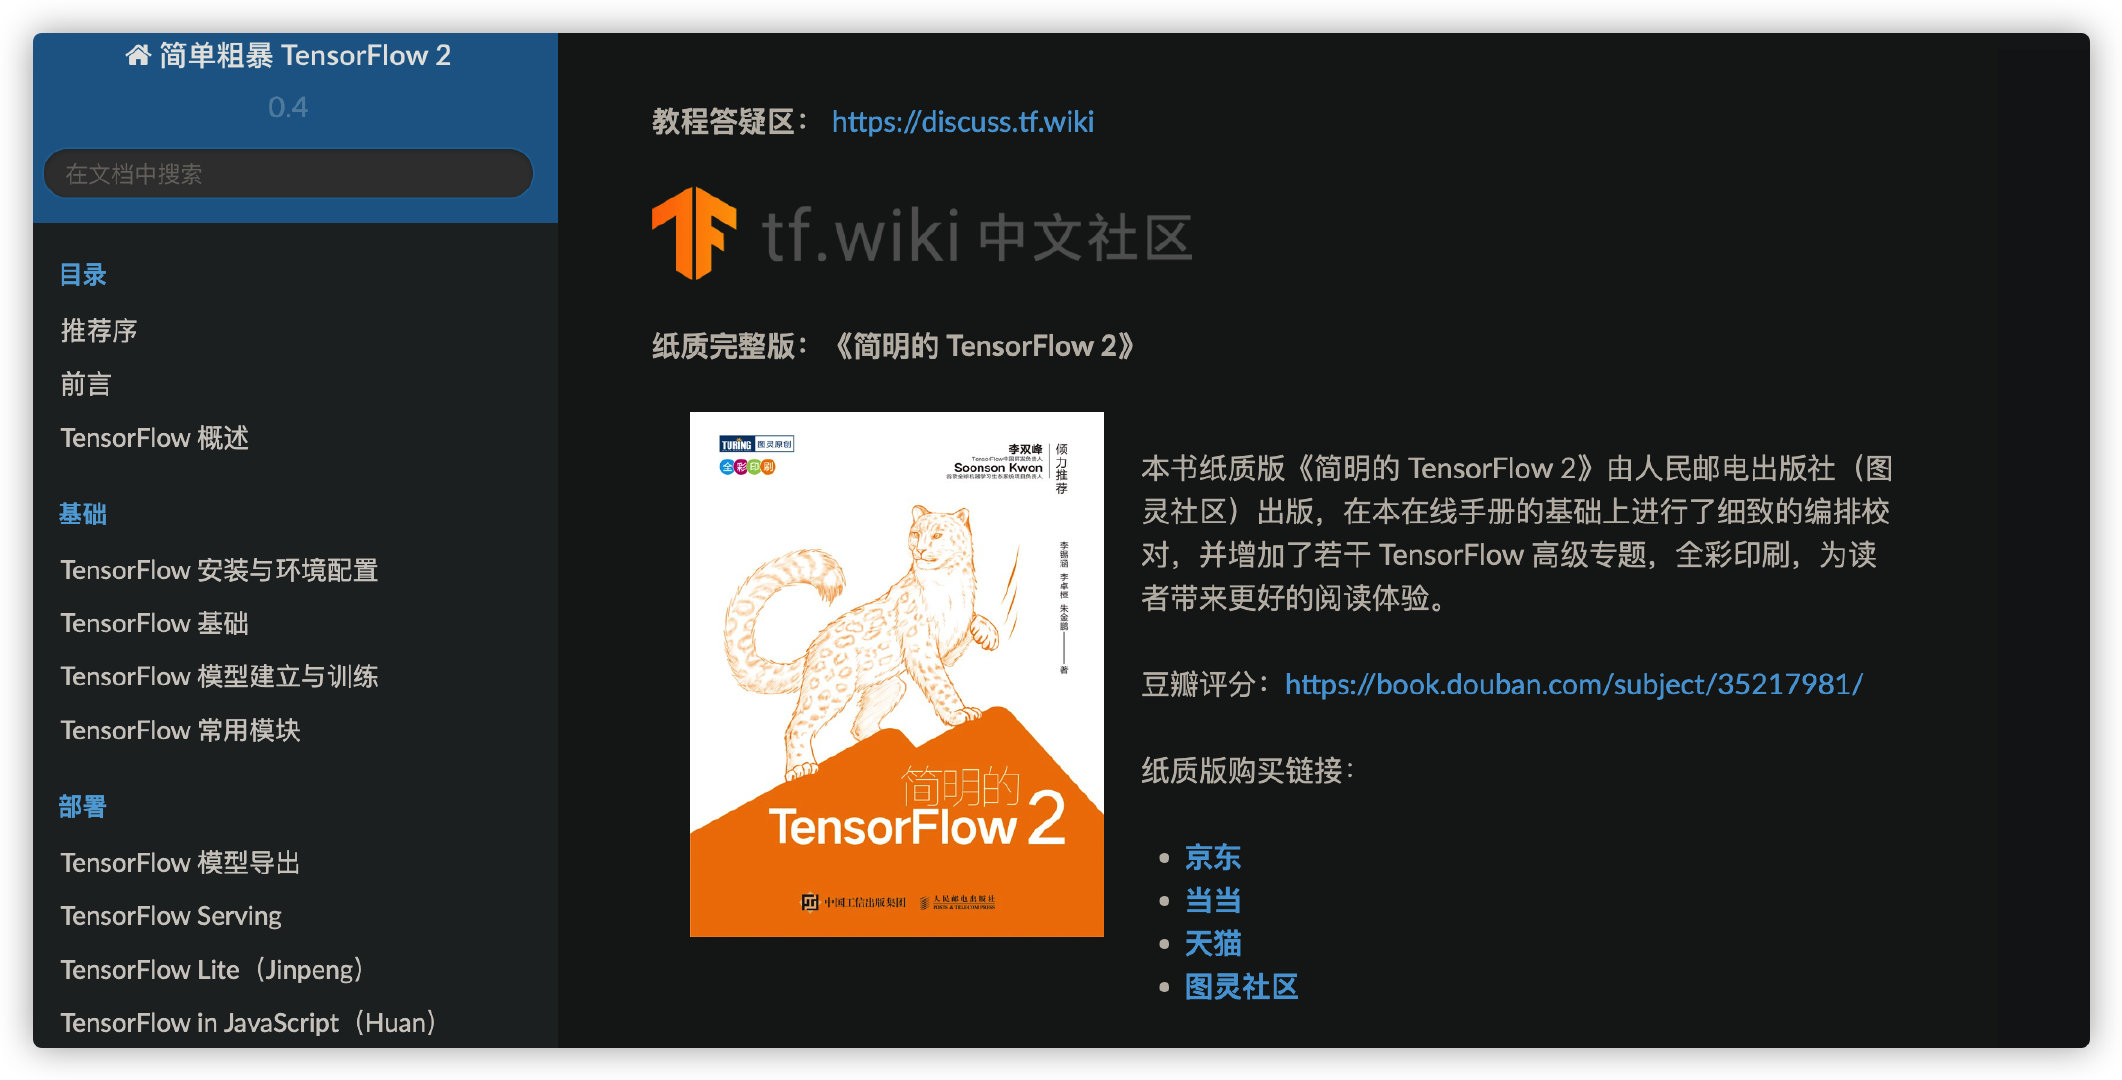 简单粗暴 TensorFlow 2
0.4
在文档中搜索
目录
推荐序
前言
TensorFlow 概述
基础
TensorFlow 安装与环境配置
TensorFlow 基础
TensorFlow 模型建立与训练
TensorFlow 常用模块
部署
TensorFlow 模型导出
TensorFlow Serving
TensorFlow Lite（Jinpeng）
TensorFlow in JavaScript（Huan）
教程答疑区： https://discuss.tf.wiki
tf.wiki 中文社区
纸质完整版：《简明的 TensorFlow 2》
TURING 图灵原创
全彩印刷
李双峰
Soonson Kwon
倾力推荐
李锡涵 李卓桓 朱金鹏 著
简明的
TensorFlow 2
中国工信出版集团 人民邮电出版社
POSTS & TELECOM PRESS
本书纸质版《简明的 TensorFlow 2》由人民邮电出版社（图
灵社区）出版，在本在线手册的基础上进行了细致的编排校
对，并增加了若干 TensorFlow 高级专题，全彩印刷，为读
者带来更好的阅读体验。
豆瓣评分：https://book.douban.com/subject/35217981/
纸质版购买链接：
• 京东
• 当当
• 天猫
• 图灵社区